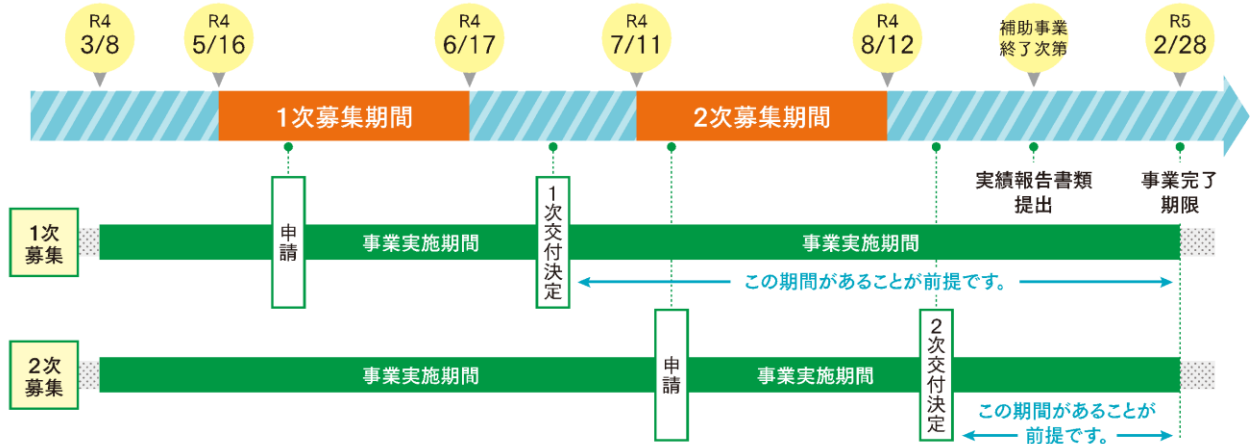 R4
3/8
R4
5/16
R4
6/17
R4
7/11
R4
8/12
補助事業
終了次第
R5
2/28
1次募集期間
2次募集期間
実績報告書類
提出
事業完了
期限
1次
募集
申請
事業実施期間
1次交付決定
事業実施期間
この期間があることが前提です。
2次
募集
事業実施期間
申請
事業実施期間
2次交付決定
この期間があることが
前提です。